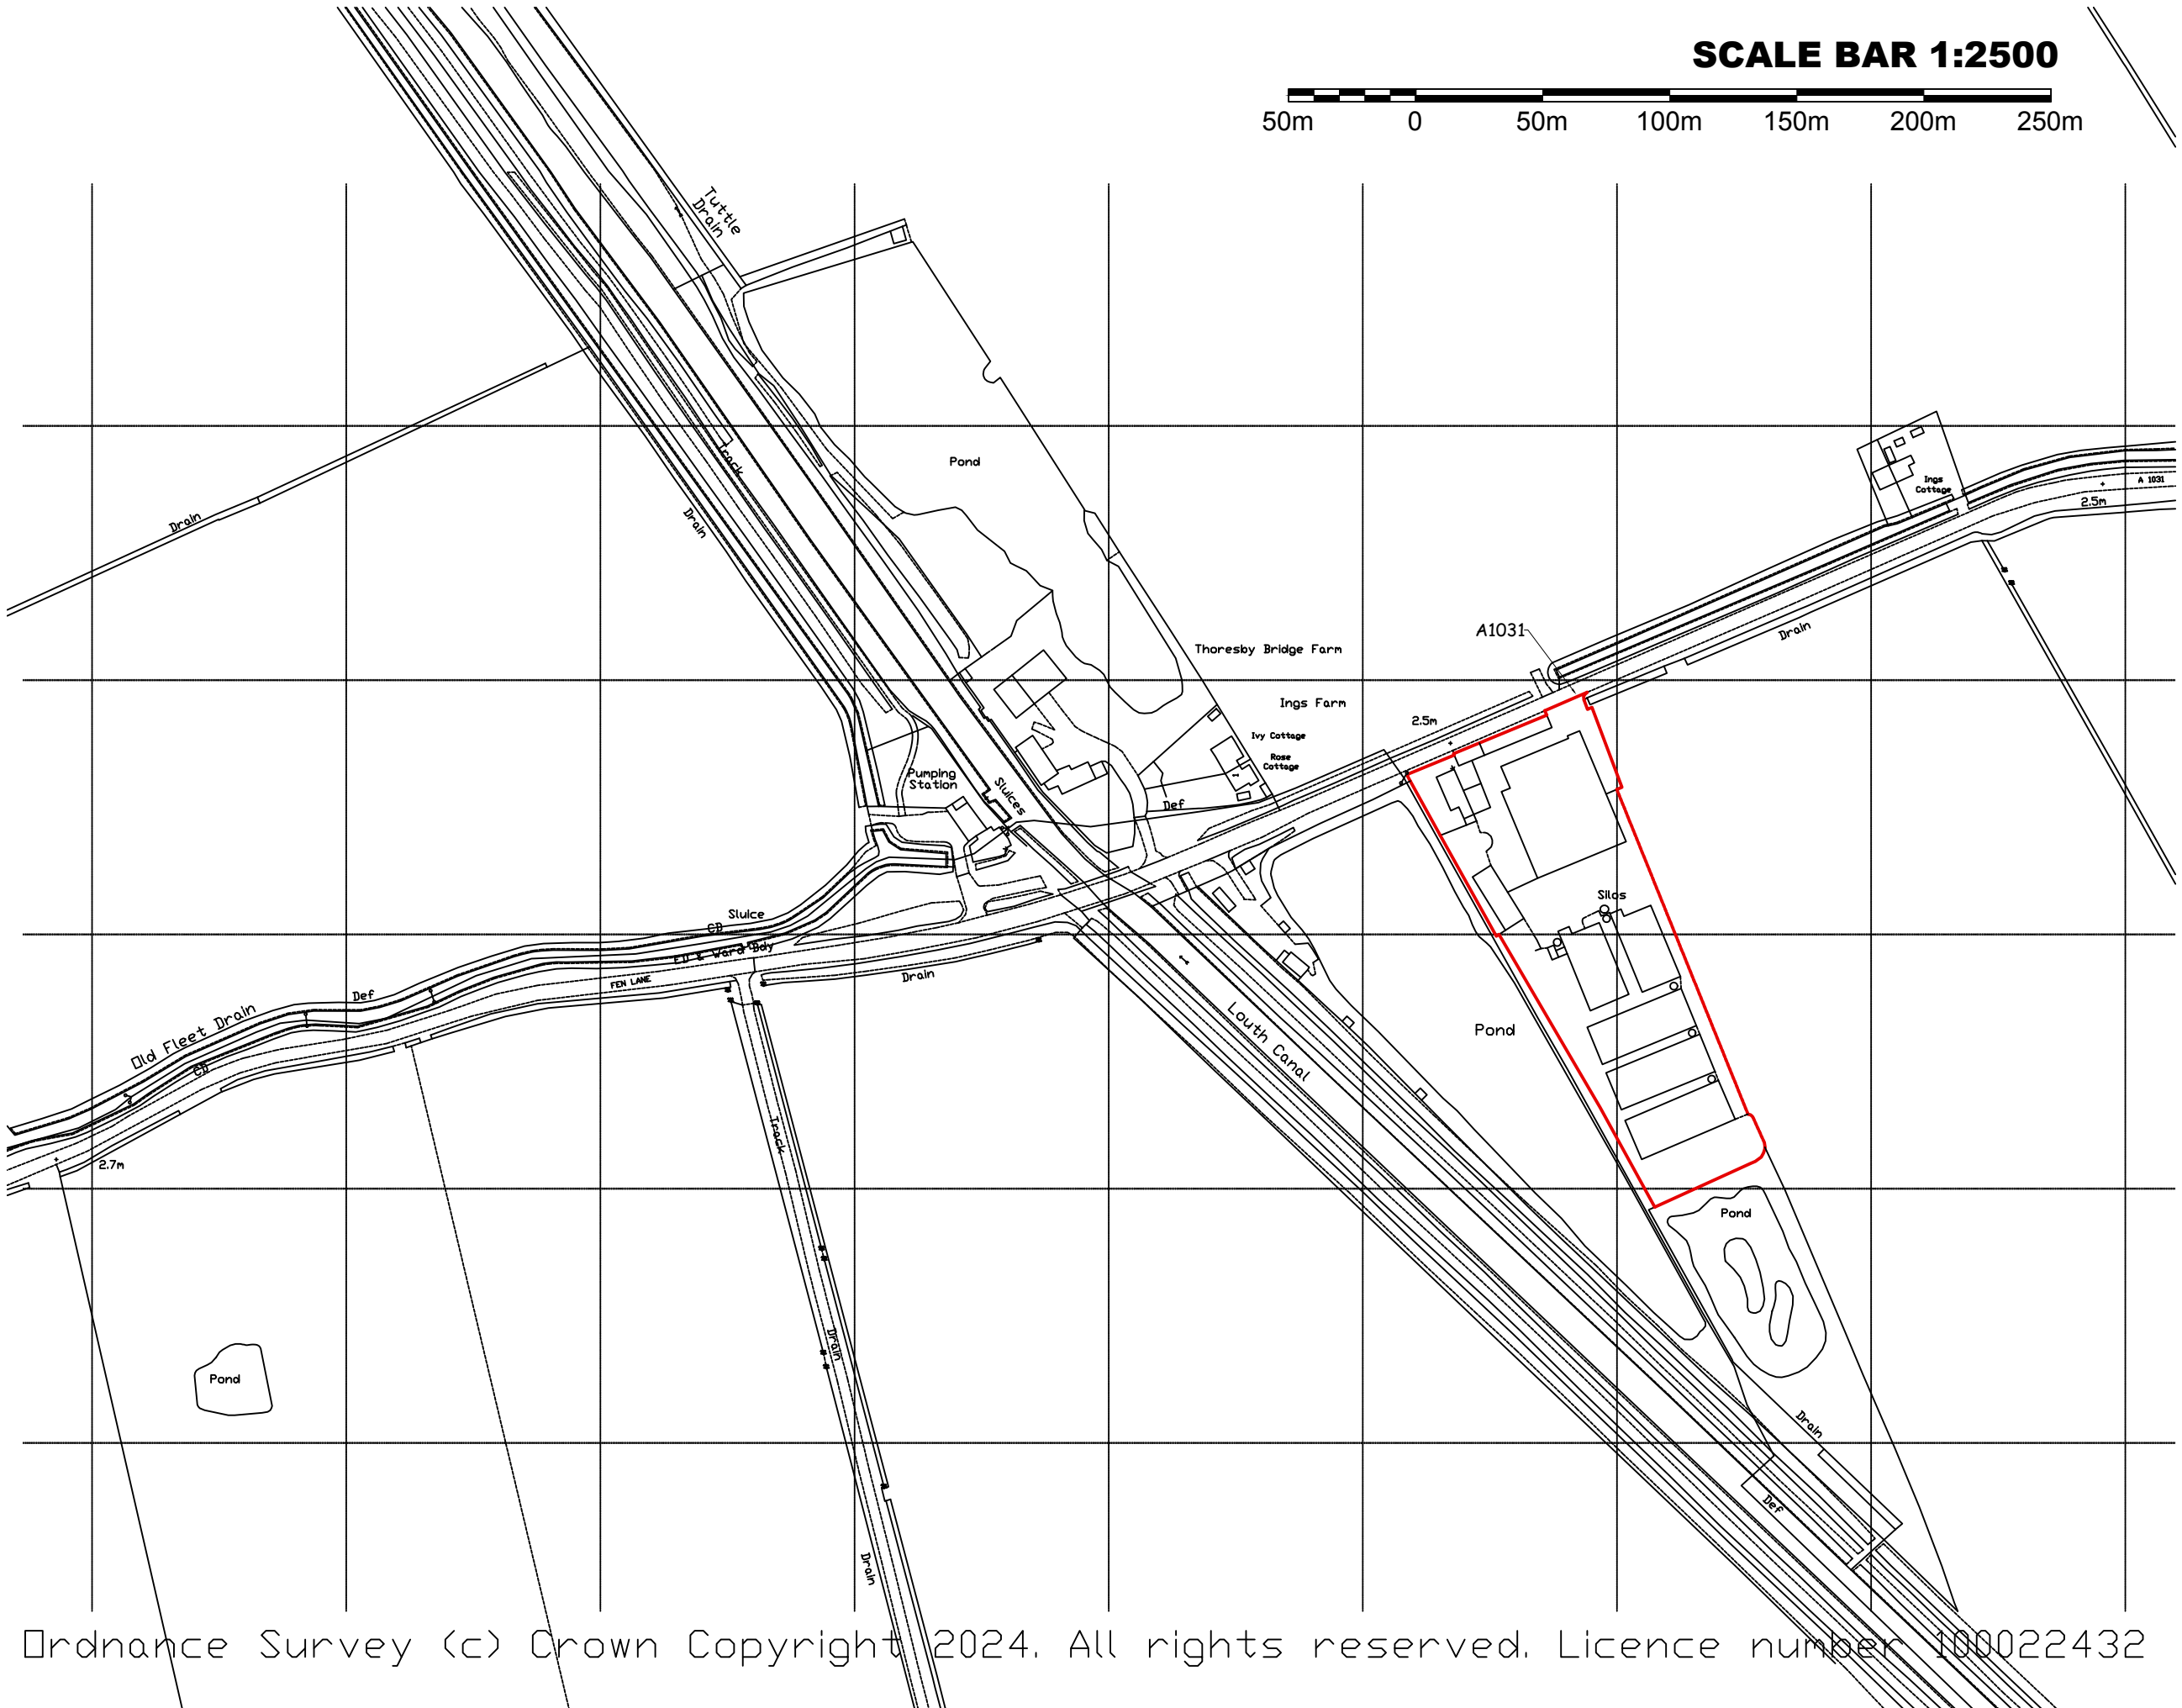 SCALE BAR 1:2500
50m 0 50m 100m 150m 200m 250m
Tuttle
Drain
Track
Pond
Drain
Drain
Ings
Cottage
A 1031
2.5m
A1031
Drain
Thoresby Bridge Farm
Ings Farm
2.5m
Ivy Cottage
Rose
Cottage
Pumping
Station
Sluices
Def
Silos
Sluice
CD
ED & Ward Bdy
Drain
FEN LANE
Def
Old Fleet Drain
CD
Louth Canal
Pond
Track
2.7m
Pond
Drain
Pond
Drain
Def
Drain
Ordnance Survey (c) Crown Copyright 2024. All rights reserved. Licence number 100022432